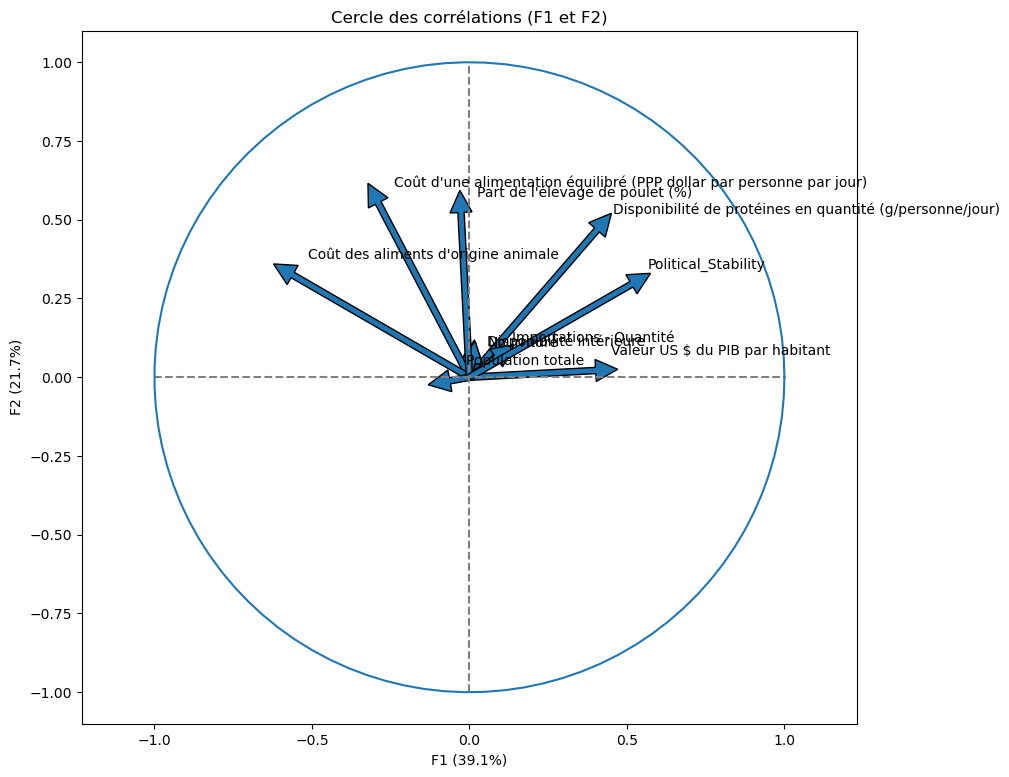 Cercle des corrélations (F1 et F2)
1.00
0.75
0.50
0.25
0.00
−0.25
−0.50
−0.75
−1.00
F2 (21.7%)
Coût d'une alimentation équilibré (PPP dollar par personne par jour)
Part de l'élevage de poulet (%)
Disponibilité de protéines en quantité (g/personne/jour)
Coût des aliments d'origine animale
Political_Stability
Importations - Quantité
Disponibilité intérieure
Valeur US $ du PIB par habitant
Population totale
−1.0
−0.5
0.0
0.5
1.0
F1 (39.1%)